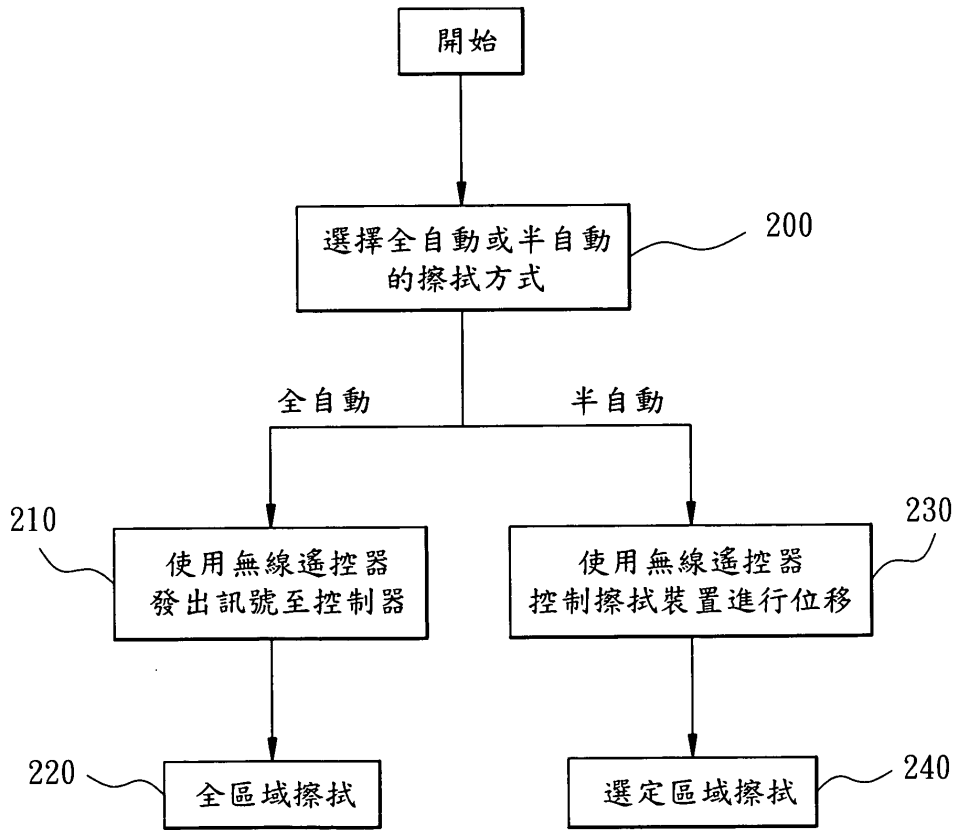 開始
選擇全自動或半自動
的擦拭方式
200
全自動
半自動
210
使用無線遙控器
發出訊號至控制器
使用無線遙控器
控制擦拭裝置進行位移
230
220
全區域擦拭
選定區域擦拭
240